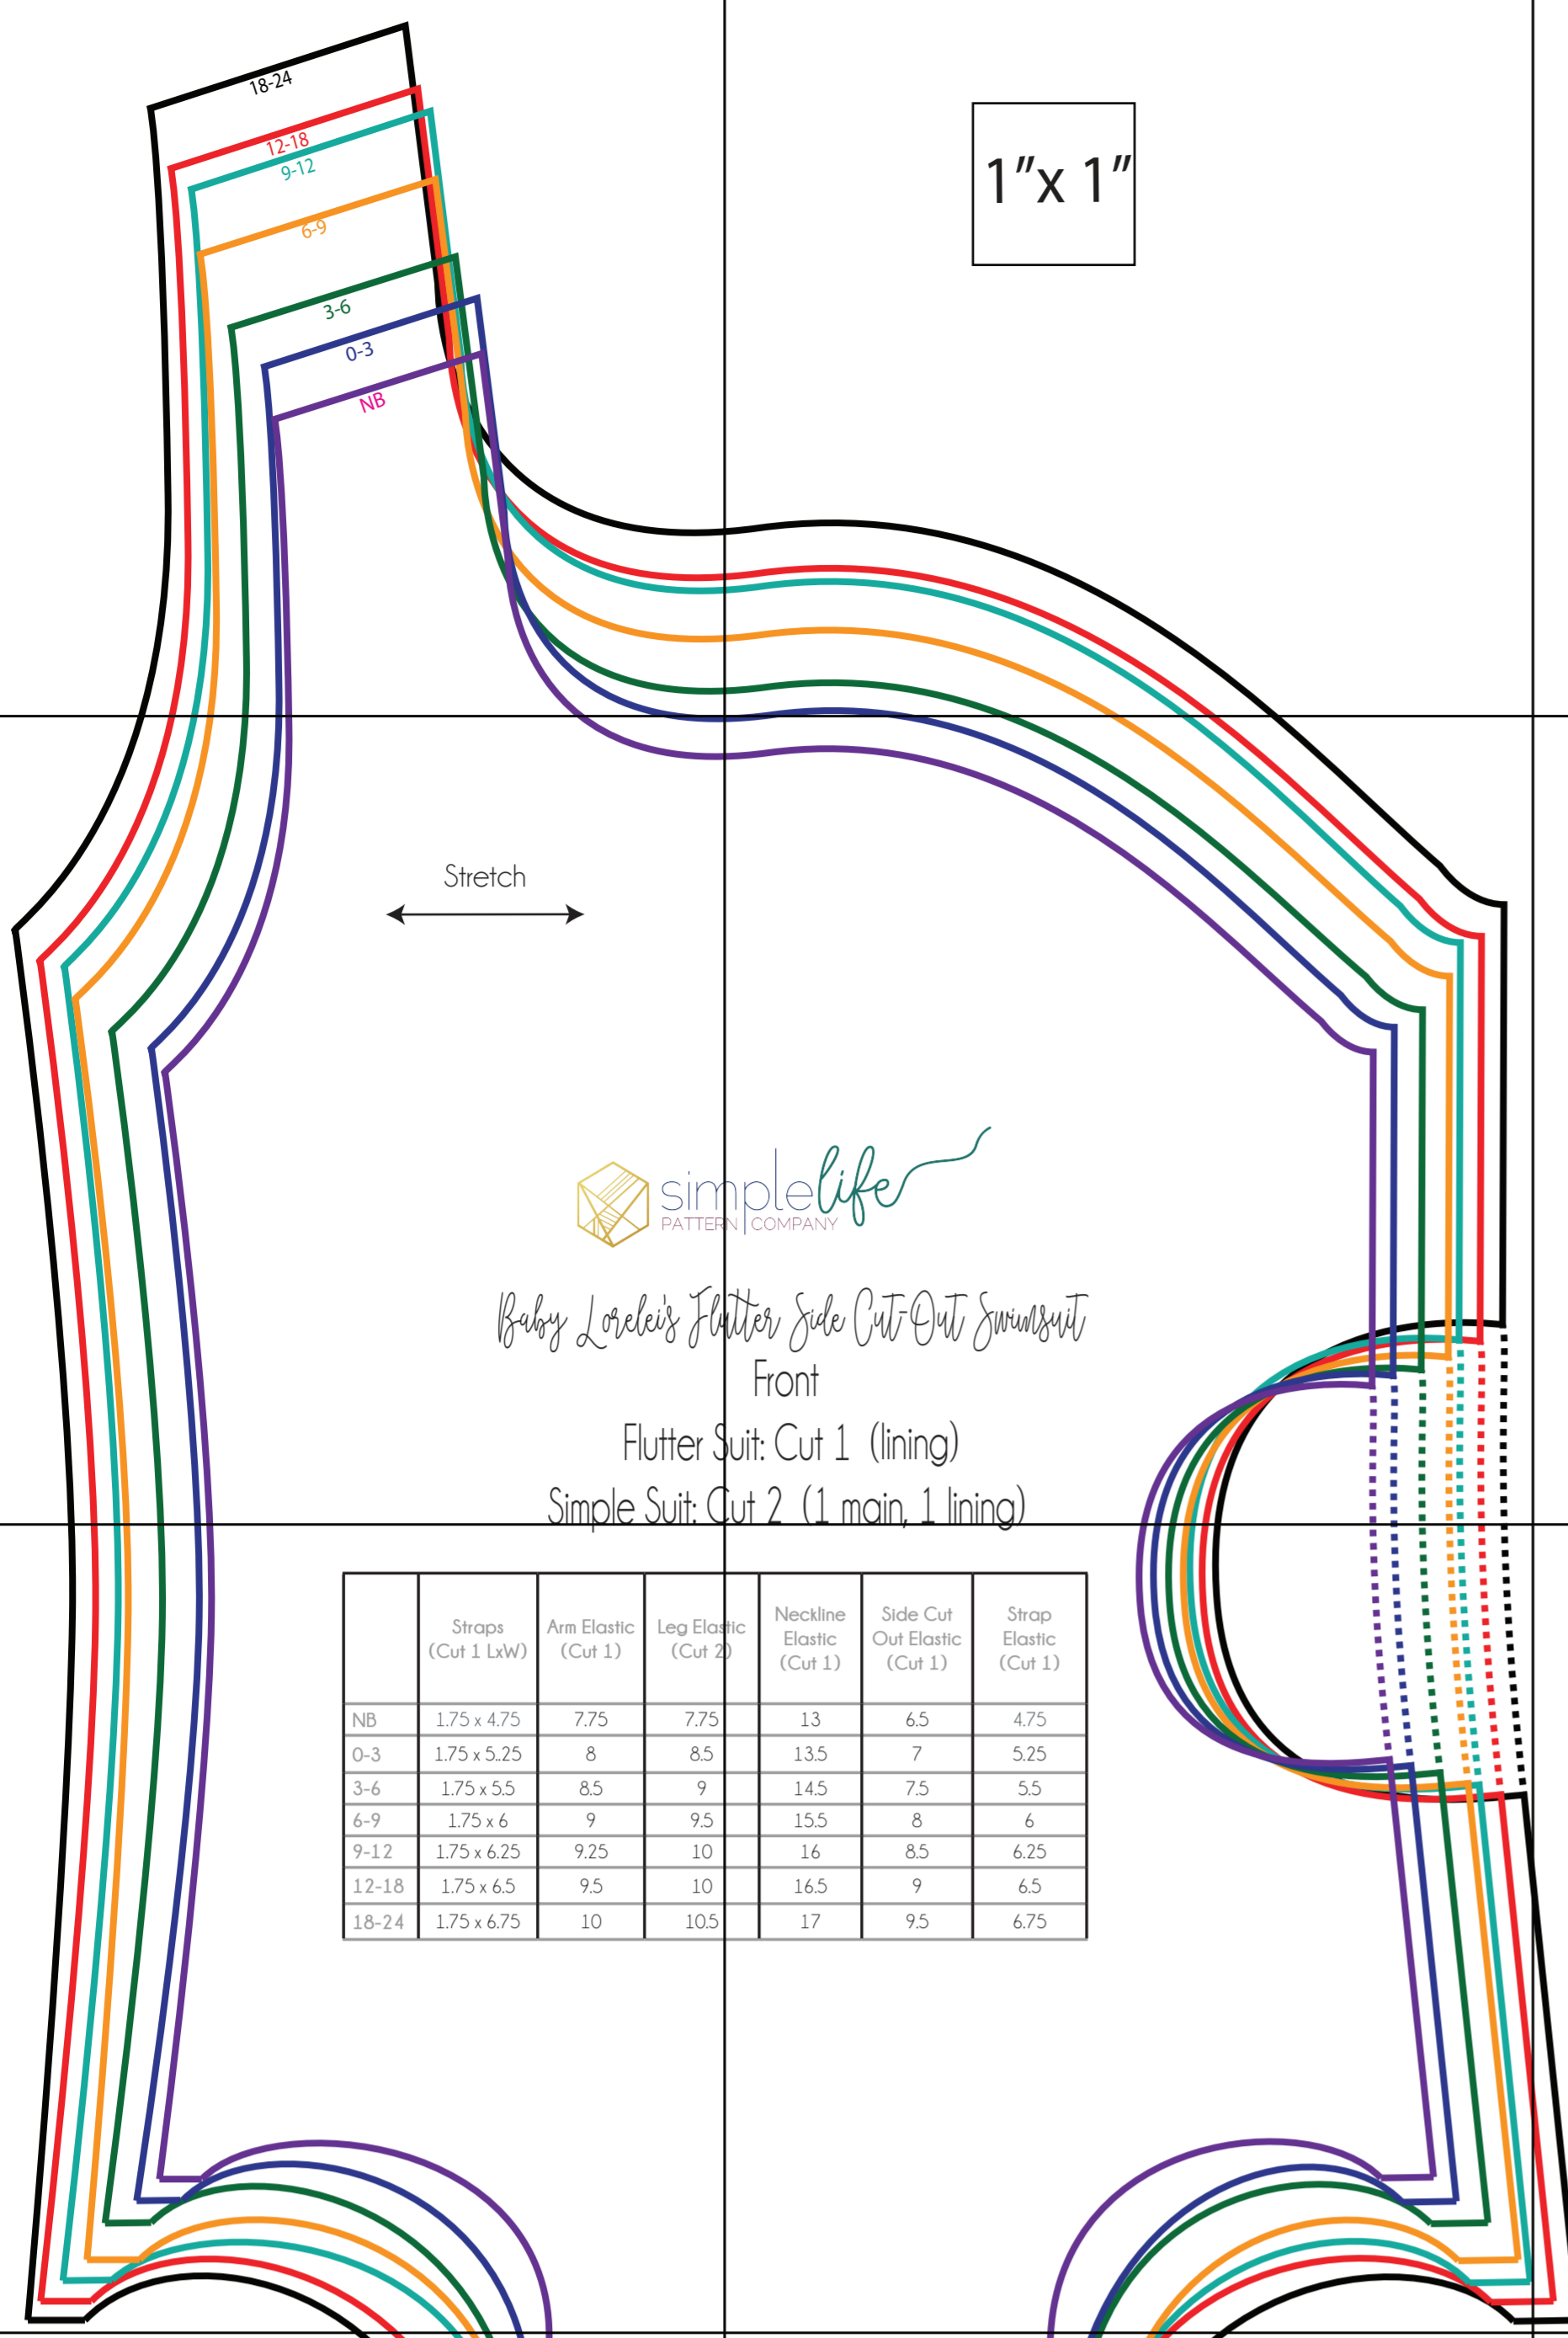 18-24
12-18
9-12
6-9
3-6
0-3
NB
1”x 1”
Stretch
simplelife
PATTERN COMPANY
Baby Lorelei's Flutter Side Cut-Out Swimsuit
Front
Flutter Suit: Cut 1 (lining)
Simple Suit: Cut 2 (1 main, 1 lining)
Straps (Cut 1 LxW) Arm Elastic (Cut 1) Leg Elastic (Cut 2) Neckline Elastic (Cut 1) Side Cut Out Elastic (Cut 1) Strap Elastic (Cut 1)
NB 1.75 x 4.75 7.75 7.75 13 6.5 4.75
0-3 1.75 x 5..25 8 8.5 13.5 7 5.25
3-6 1.75 x 5.5 8.5 9 14.5 7.5 5.5
6-9 1.75 x 6 9 9.5 15.5 8 6
9-12 1.75 x 6.25 9.25 10 16 8.5 6.25
12-18 1.75 x 6.5 9.5 10 16.5 9 6.5
18-24 1.75 x 6.75 10 10.5 17 9.5 6.75